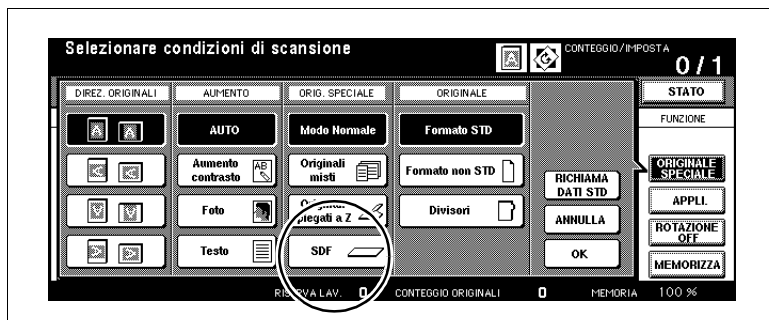 Selezionare condizioni di scansione
CONTEGGIO/IMPOSTA
0/1
DIREZ. ORIGINALI
AUMENTO
ORIG. SPECIALE
ORIGINALE
STATO
FUNZIONE
AUTO
Modo Normale
Formato STD
Aumento contrasto
Originali misti
Formato non STD
RICHIAMA DATI STD
ORIGINALE SPECIALE
Foto
piegati a Z
Divisori
ANNULLA
APPLI.
ROTAZIONE OFF
Testo
SDF
OK
MEMORIZZA
LAV. 0
CONTEGGIO ORIGINALI 0
MEMORIA 100 %